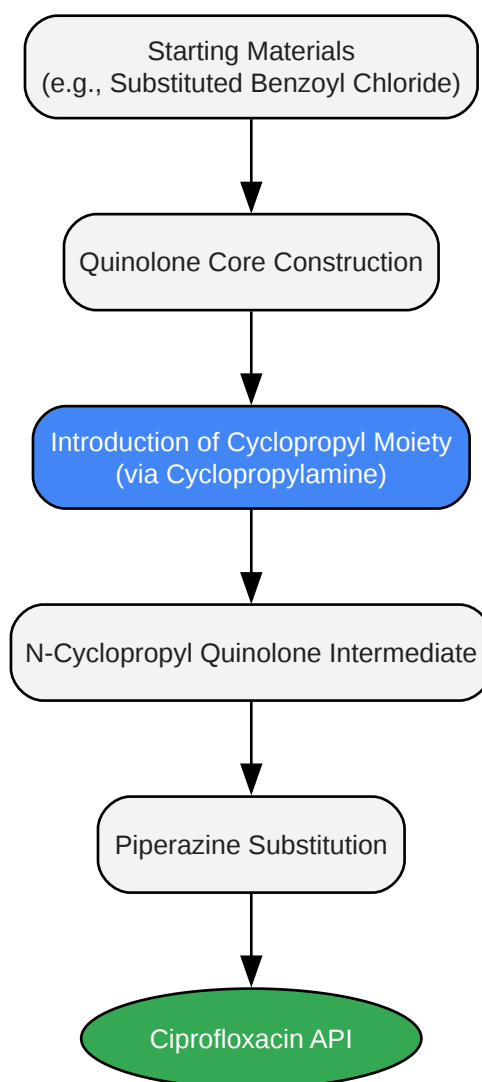 Starting Materials
(e.g., Substituted Benzoyl Chloride)
Quinolone Core Construction
Introduction of Cyclopropyl Moiety
(via Cyclopropylamine)
N-Cyclopropyl Quinolone Intermediate
Piperazine Substitution
Ciprofloxacin API